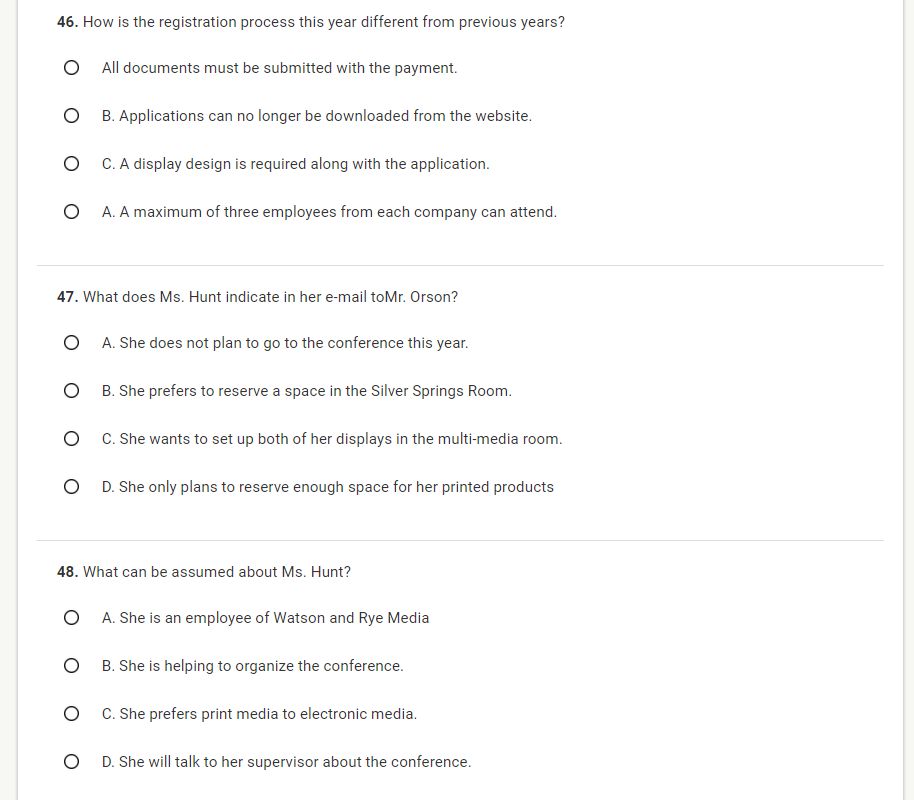 46. How is the registration process this year different from previous years?
All documents must be submitted with the payment.
B. Applications can no longer be downloaded from the website.
C. A display design is required along with the application.
A. A maximum of three employees from each company can attend.
47. What does Ms. Hunt indicate in her e-mail toMr. Orson?
A. She does not plan to go to the conference this year.
B. She prefers to reserve a space in the Silver Springs Room.
C. She wants to set up both of her displays in the multi-media room.
D. She only plans to reserve enough space for her printed products
48. What can be assumed about Ms. Hunt?
A. She is an employee of Watson and Rye Media
B. She is helping to organize the conference.
C. She prefers print media to electronic media.
D. She will talk to her supervisor about the conference.